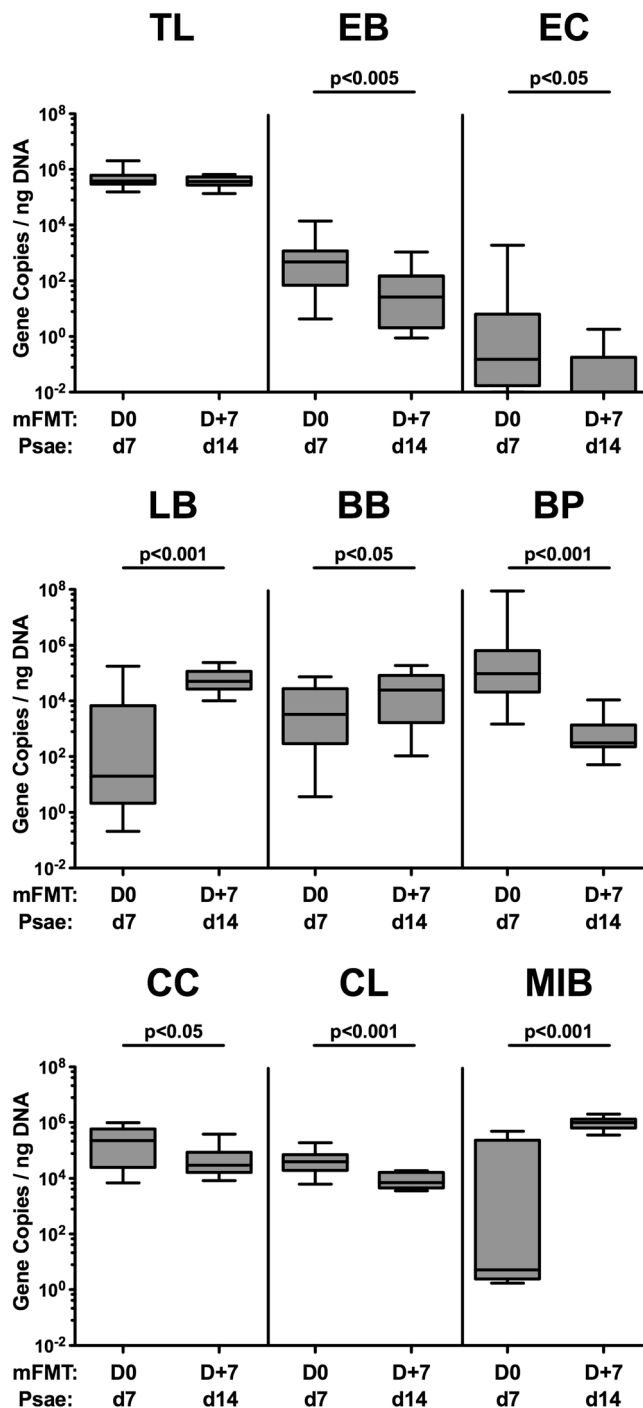 TL EB EC
p<0.005 p<0.05
Gene Copies / ng DNA
10^8
10^6
10^4
10^2
10^0
10^-2
mFMT: D0 D+7 D0 D+7 D0 D+7
Psae: d7 d14 d7 d14 d7 d14
LB BB BP
p<0.001 p<0.05 p<0.001
Gene Copies / ng DNA
10^8
10^6
10^4
10^2
10^0
10^-2
mFMT: D0 D+7 D0 D+7 D0 D+7
Psae: d7 d14 d7 d14 d7 d14
CC CL MIB
p<0.05 p<0.001 p<0.001
Gene Copies / ng DNA
10^8
10^6
10^4
10^2
10^0
10^-2
mFMT: D0 D+7 D0 D+7 D0 D+7
Psae: d7 d14 d7 d14 d7 d14